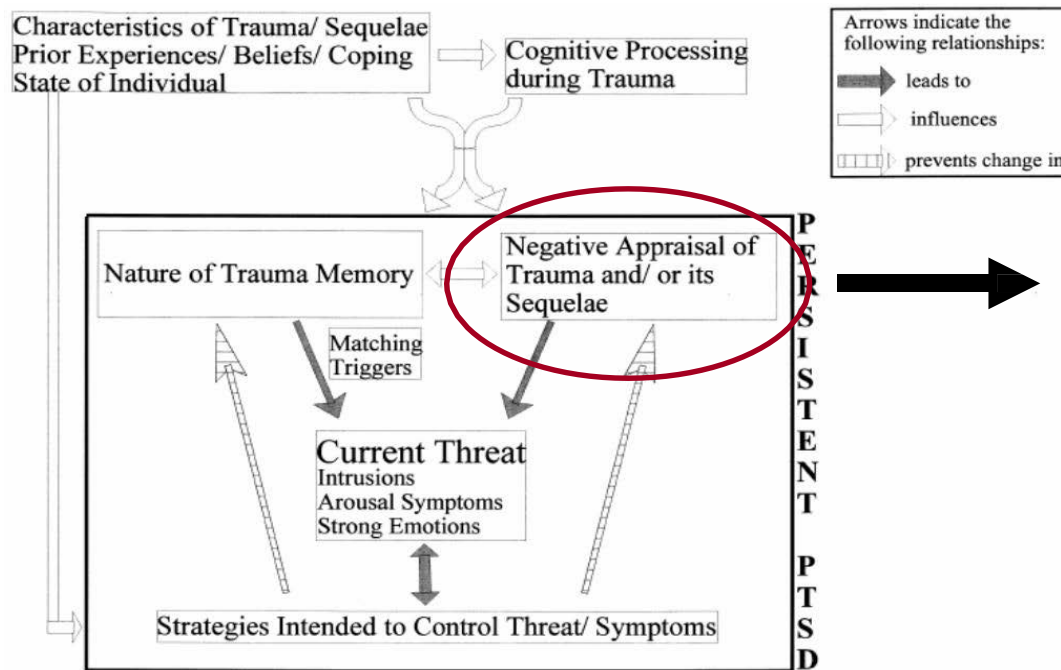 Characteristics of Trauma/ Sequelae
Prior Experiences/ Beliefs/ Coping
State of Individual
Cognitive Processing
during Trauma
Arrows indicate the
following relationships:
leads to
influences
prevents change in
Nature of Trauma Memory
Negative Appraisal of
Trauma and/ or its
Sequelae
Matching
Triggers
Current Threat
Intrusions
Arousal Symptoms
Strong Emotions
Strategies Intended to Control Threat/ Symptoms
PERSISTENT PTSD